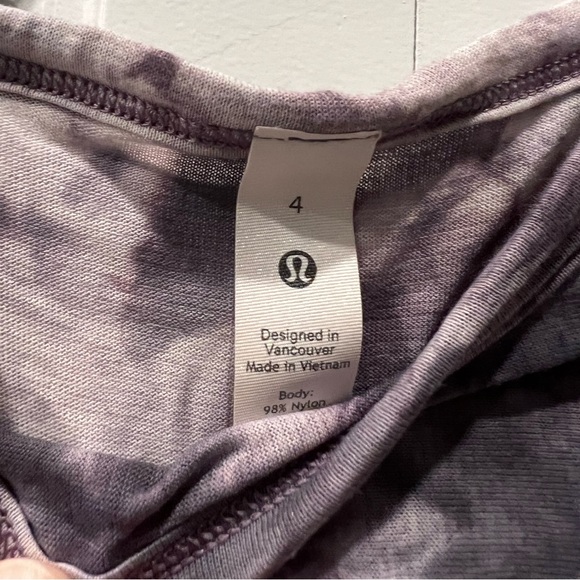 4
Designed in
Vancouver
Made in Vietnam
Body:
98% Nylon